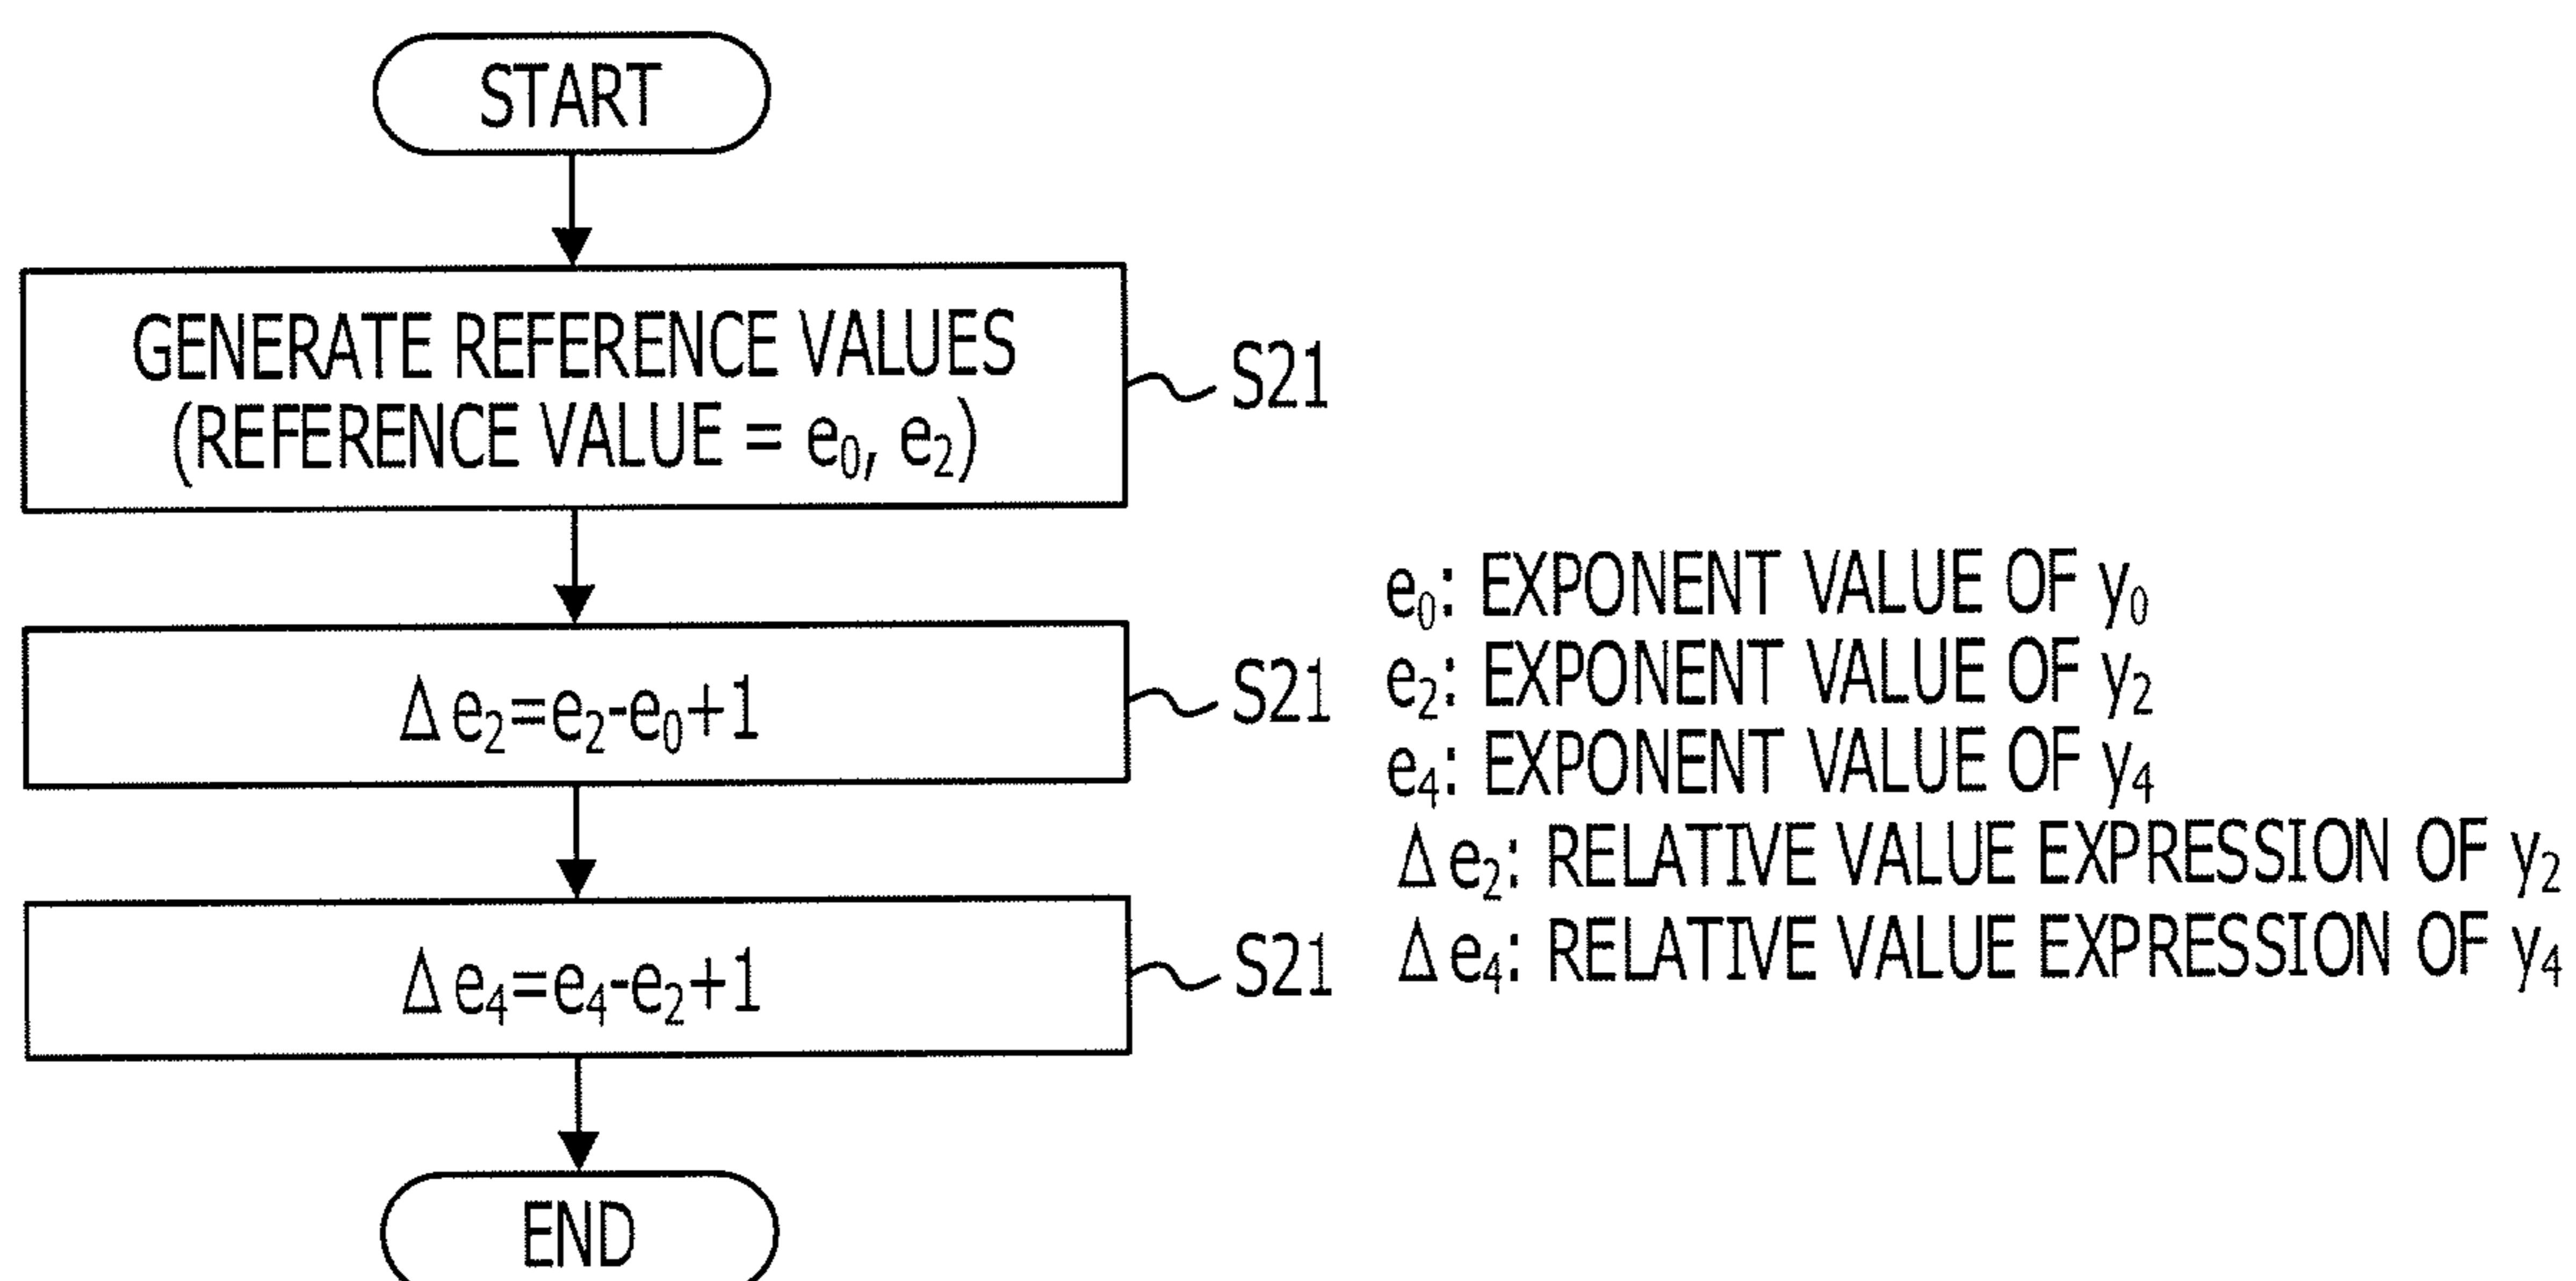 START
GENERATE REFERENCE VALUES
(REFERENCE VALUE = e₀, e₂)
S21
Δe₂=e₂-e₀+1
S21
Δe₄=e₄-e₂+1
S21
END
e₀: EXPONENT VALUE OF y₀
e₂: EXPONENT VALUE OF y₂
e₄: EXPONENT VALUE OF y₄
Δe₂: RELATIVE VALUE EXPRESSION OF y₂
Δe₄: RELATIVE VALUE EXPRESSION OF y₄